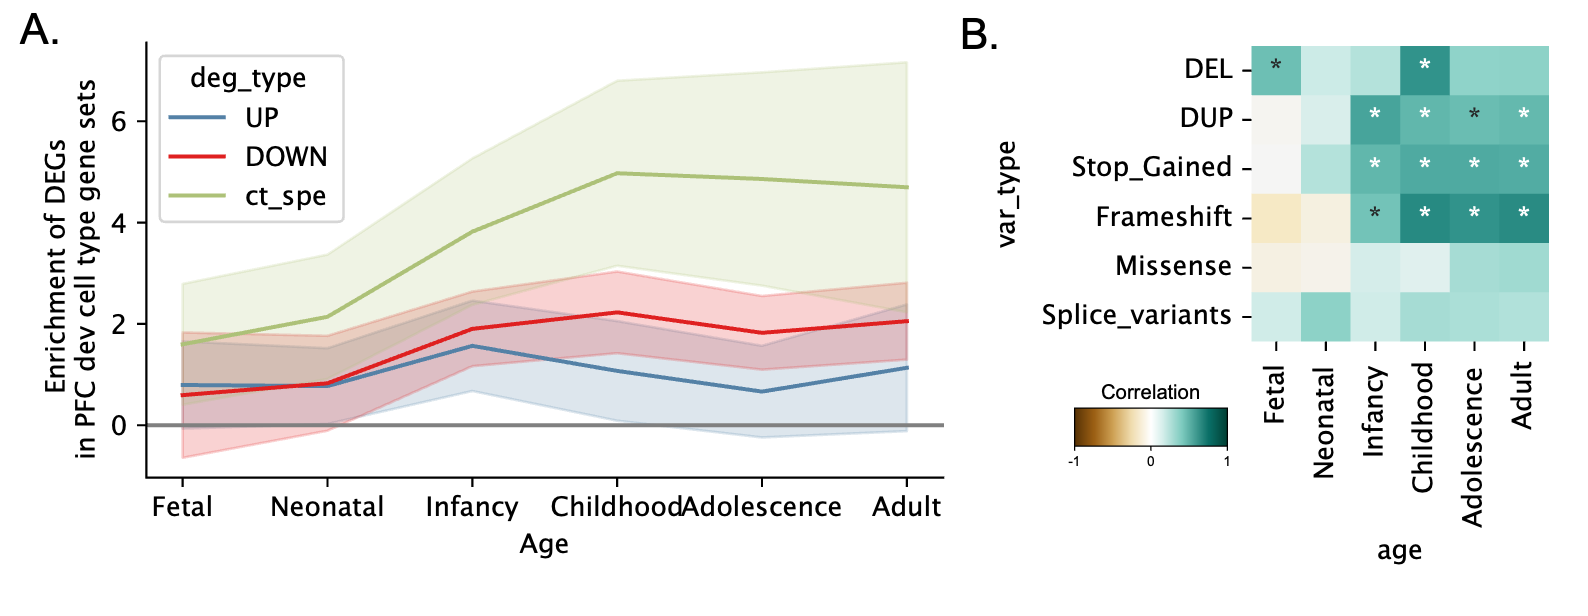 A.
deg_type
UP
DOWN
ct_spe
Enrichment of DEGs
in PFC dev cell type gene sets
6
4
2
0
Fetal
Neonatal
Infancy
Childhood
Adolescence
Adult
Age
B.
var_type
DEL
DUP
Stop_Gained
Frameshift
Missense
Splice_variants
* *
* * * *
* * * *
* * * *
Fetal
Neonatal
Infancy
Childhood
Adolescence
Adult
age
Correlation
-1 0 1